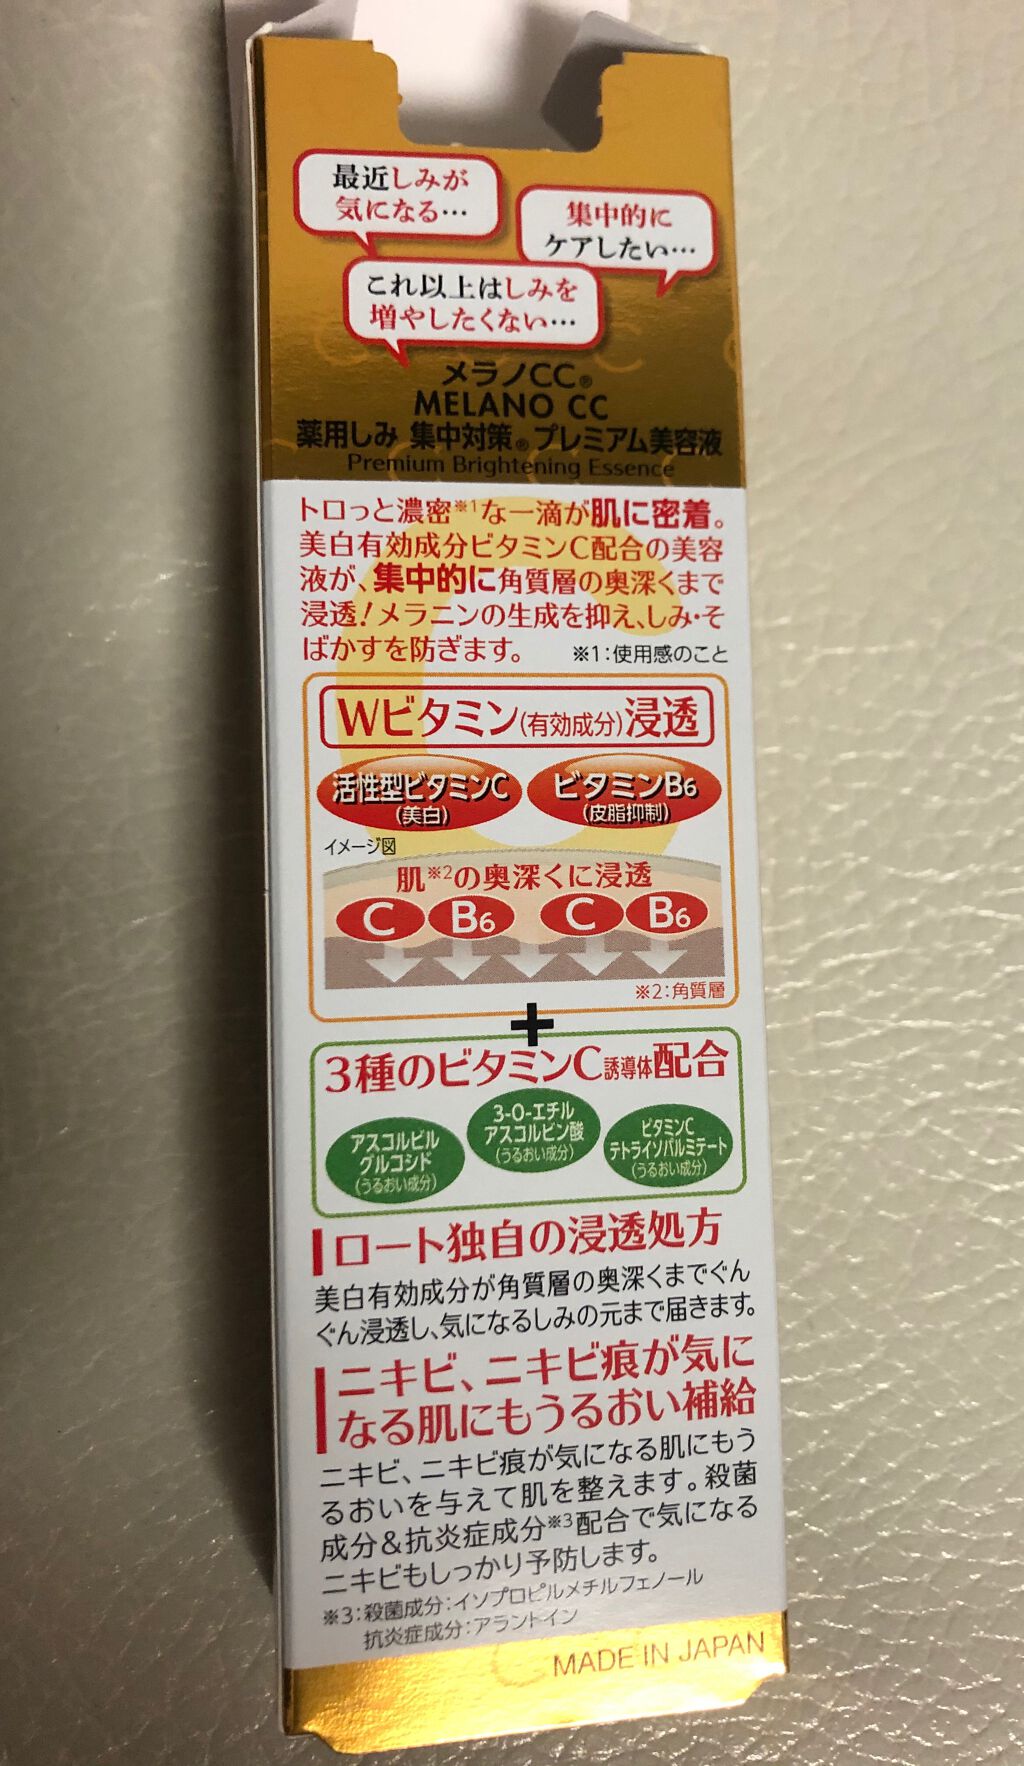 最近しみが
気になる…
集中的に
ケアしたい…
これ以上はしみを
増やしたくない…
メラノCC®
MELANO CC
薬用しみ 集中対策® プレミアム美容液
Premium Brightening Essence
トロっと濃密※1な一滴が肌に密着。
美白有効成分ビタミンC配合の美容
液が、集中的に角質層の奥深くまで
浸透!メラニンの生成を抑え、しみ・そ
ばかすを防ぎます。 ※1:使用感のこと
Wビタミン(有効成分)浸透
活性型ビタミンC
(美白)
ビタミンB6
(皮脂抑制)
イメージ図
肌※2の奥深くに浸透
C B6 C B6
※2:角質層
+
3種のビタミンC誘導体配合
アスコルビル
グルコシド
(うるおい成分)
3-O-エチル
アスコルビン酸
(うるおい成分)
ビタミンC
テトライソパルミテート
(うるおい成分)
ロート独自の浸透処方
美白有効成分が角質層の奥深くまでぐん
ぐん浸透し、気になるしみの元まで届きます。
ニキビ、ニキビ痕が気に
なる肌にもうるおい補給
ニキビ、ニキビ痕が気になる肌にもう
るおいを与えて肌を整えます。殺菌
成分&抗炎症成分※3配合で気になる
ニキビもしっかり予防します。
※3:殺菌成分:イソプロピルメチルフェノール
抗炎症成分:アラントイン
MADE IN JAPAN